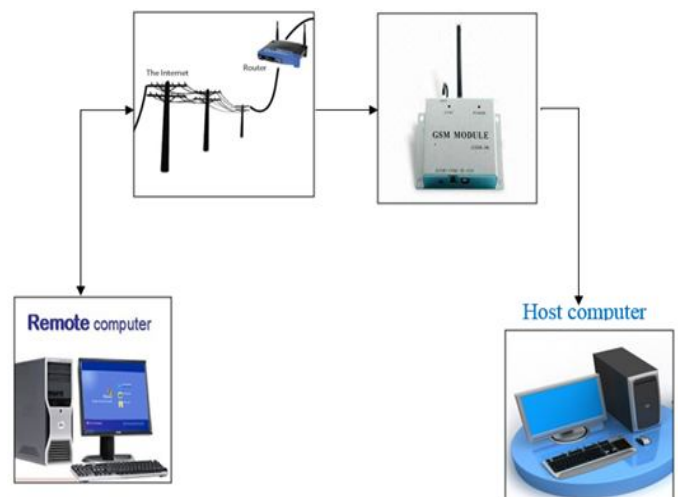 The Internet
Router
GSM MODULE
Remote computer
Host computer